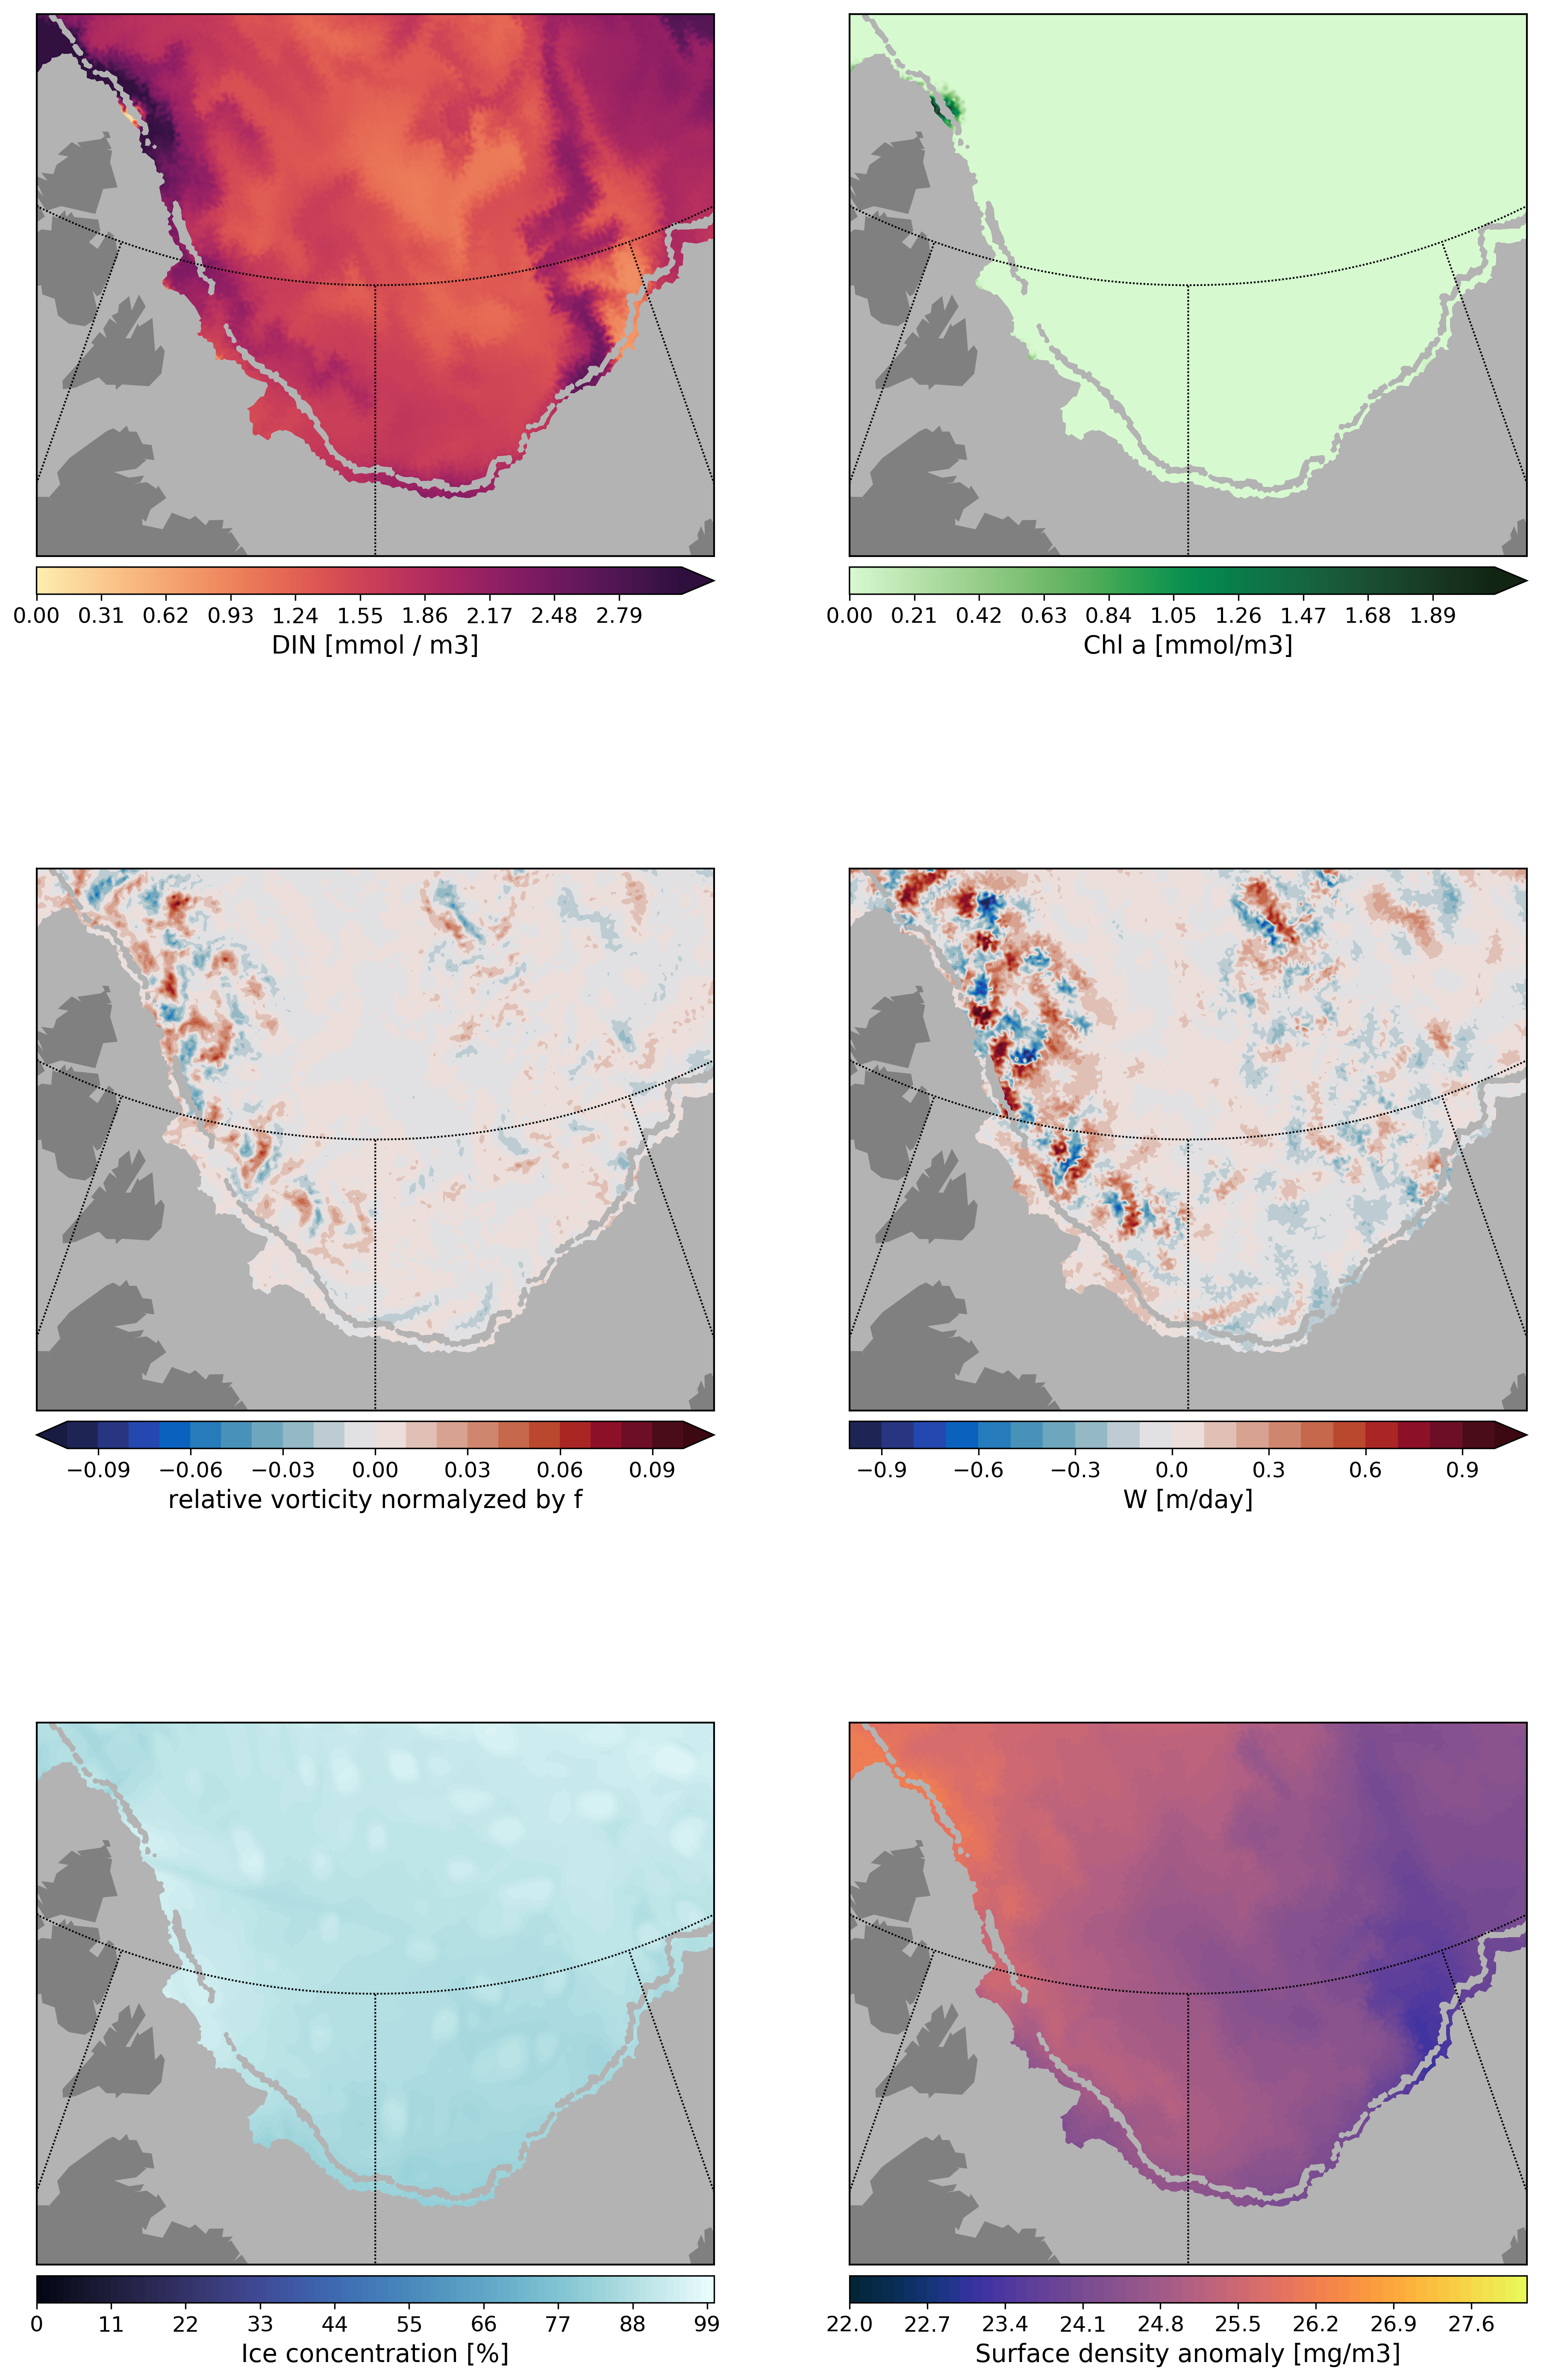 0.00 0.31 0.62 0.93 1.24 1.55 1.86 2.17 2.48 2.79
DIN [mmol / m3]
0.00 0.21 0.42 0.63 0.84 1.05 1.26 1.47 1.68 1.89
Chl a [mmol/m3]
−0.09 −0.06 −0.03 0.00 0.03 0.06 0.09
relative vorticity normalyzed by f
−0.9 −0.6 −0.3 0.0 0.3 0.6 0.9
W [m/day]
0 11 22 33 44 55 66 77 88 99
Ice concentration [%]
22.0 22.7 23.4 24.1 24.8 25.5 26.2 26.9 27.6
Surface density anomaly [mg/m3]